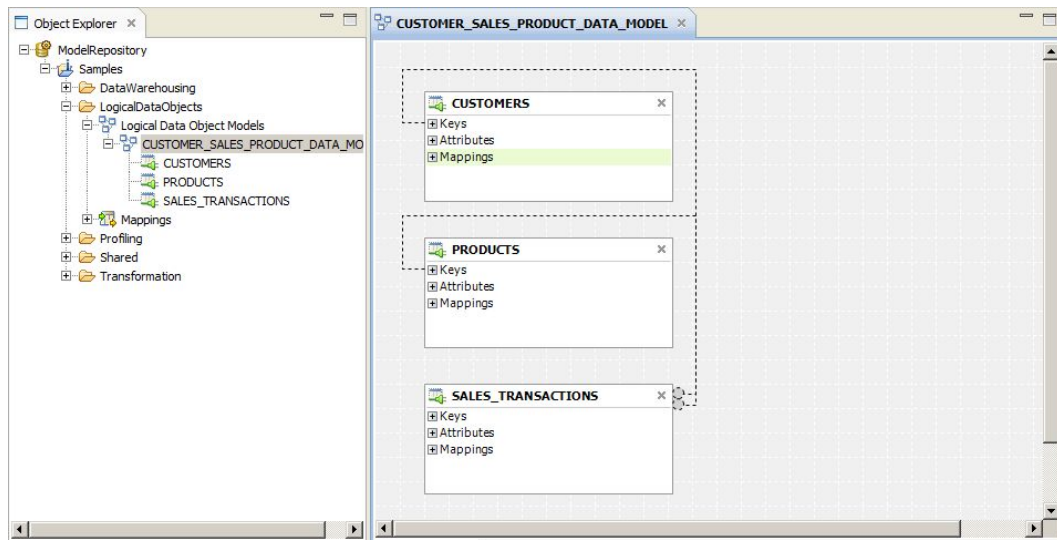 Object Explorer
ModelRepository
Samples
DataWarehousing
LogicalDataObjects
Logical Data Object Models
CUSTOMER_SALES_PRODUCT_DATA_MO
CUSTOMERS
PRODUCTS
SALES_TRANSACTIONS
Mappings
Profiling
Shared
Transformation
CUSTOMER_SALES_PRODUCT_DATA_MODEL
CUSTOMERS
Keys
Attributes
Mappings
PRODUCTS
Keys
Attributes
Mappings
SALES_TRANSACTIONS
Keys
Attributes
Mappings